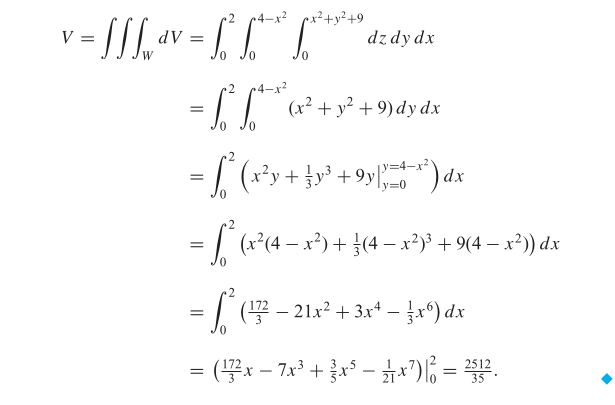 V = ∭_W dV = ∫_0^2 ∫_0^{4−x²} ∫_0^{x²+y²+9} dz dy dx
= ∫_0^2 ∫_0^{4−x²} (x² + y² + 9) dy dx
= ∫_0^2 (x²y + 1/3 y³ + 9y|_{y=0}^{y=4−x²}) dx
= ∫_0^2 (x²(4 − x²) + 1/3 (4 − x²)³ + 9(4 − x²)) dx
= ∫_0^2 (172/3 − 21x² + 3x⁴ − 1/3 x⁶) dx
= (172/3 x − 7x³ + 3/5 x⁵ − 1/21 x⁷)|_0^2 = 2512/35.